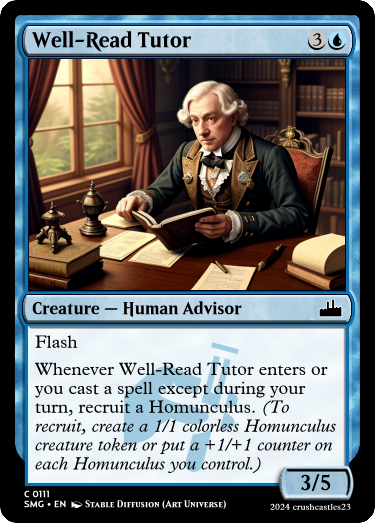 Well-Read Tutor 3
Creature — Human Advisor
Flash
Whenever Well-Read Tutor enters or
you cast a spell except during your
turn, recruit a Homunculus. (To
recruit, create a 1/1 colorless Homunculus
creature token or put a +1/+1 counter on
each Homunculus you control.)
3/5
C 0111
SMG • EN Stable Diffusion (Art Universe)
2024 crushcastles23